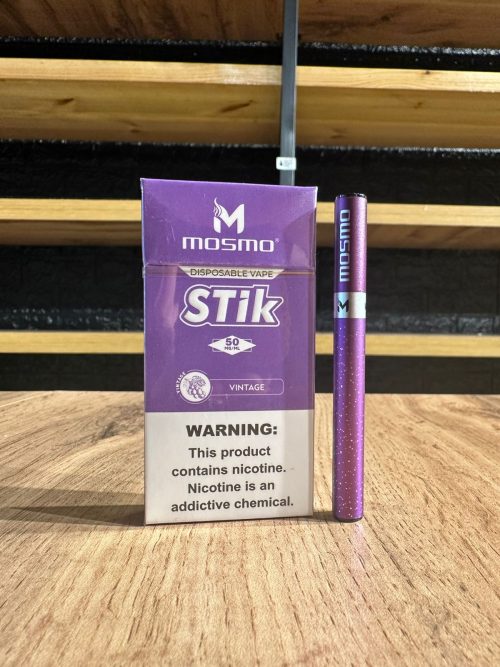 M
MOSMO®
DISPOSABLE VAPE
STik
50
MG/ML
VINTAGE
VINTAGE
WARNING:
This product
contains nicotine.
Nicotine is an
addictive chemical.
MOSMO
M